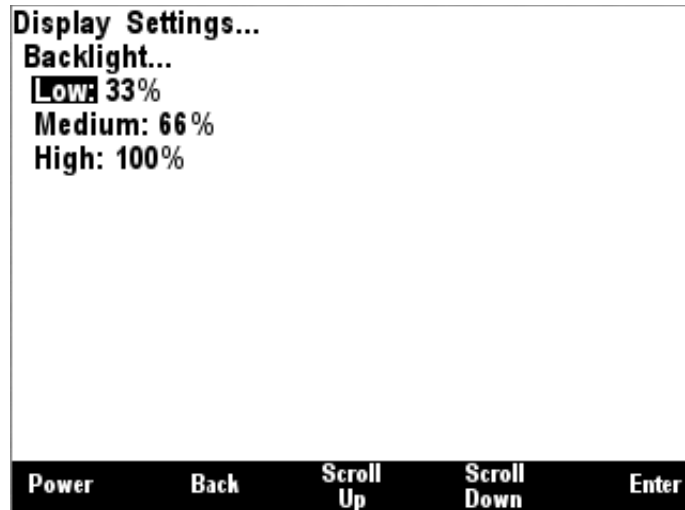 Display Settings...
Backlight...
Low: 33%
Medium: 66%
High: 100%
Power Back Scroll Up Scroll Down Enter